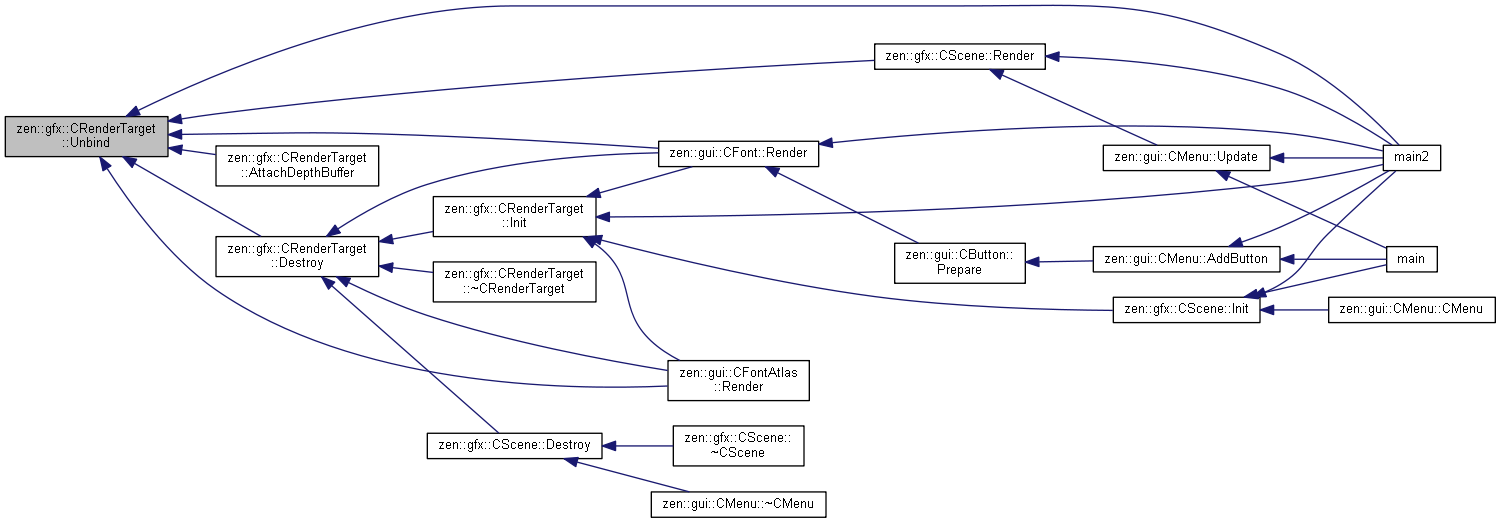 zen::gfx::CRenderTarget
::Unbind
zen::gfx::CRenderTarget
::AttachDepthBuffer
zen::gfx::CRenderTarget
::Destroy
zen::gfx::CRenderTarget
::Init
zen::gfx::CRenderTarget
::~CRenderTarget
zen::gfx::CScene::Destroy
zen::gui::CFont::Render
zen::gui::CFontAtlas
::Render
zen::gfx::CScene::
~CScene
zen::gui::CMenu::~CMenu
zen::gfx::CScene::Render
zen::gui::CButton::
Prepare
zen::gui::CMenu::Update
zen::gui::CMenu::AddButton
zen::gfx::CScene::Init
main2
main
zen::gui::CMenu::CMenu